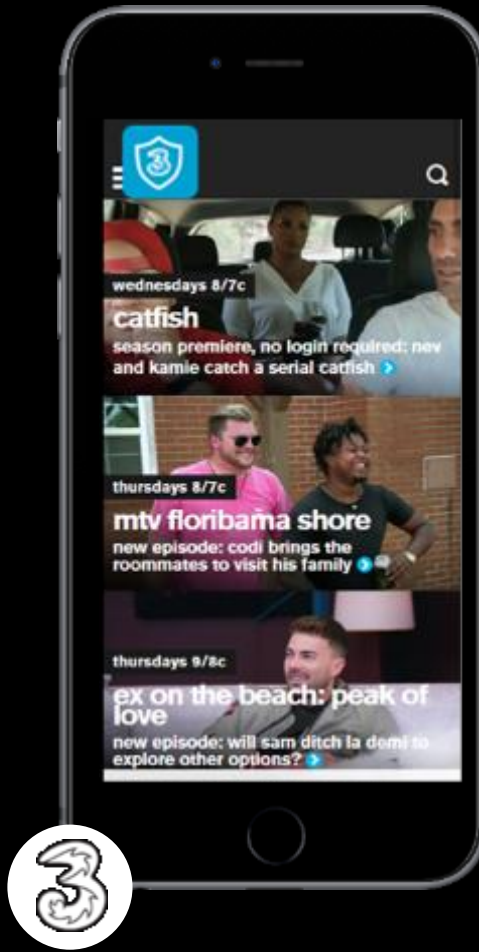 3
wednesdays 8/7c
catfish
season premiere, no login required: nev
and kamie catch a serial catfish
thursdays 8/7c
mtv floribama shore
new episode: codi brings the
roommates to visit his family
thursdays 9/8c
ex on the beach: peak of
love
new episode: will sam ditch la demi to
explore other options?
3